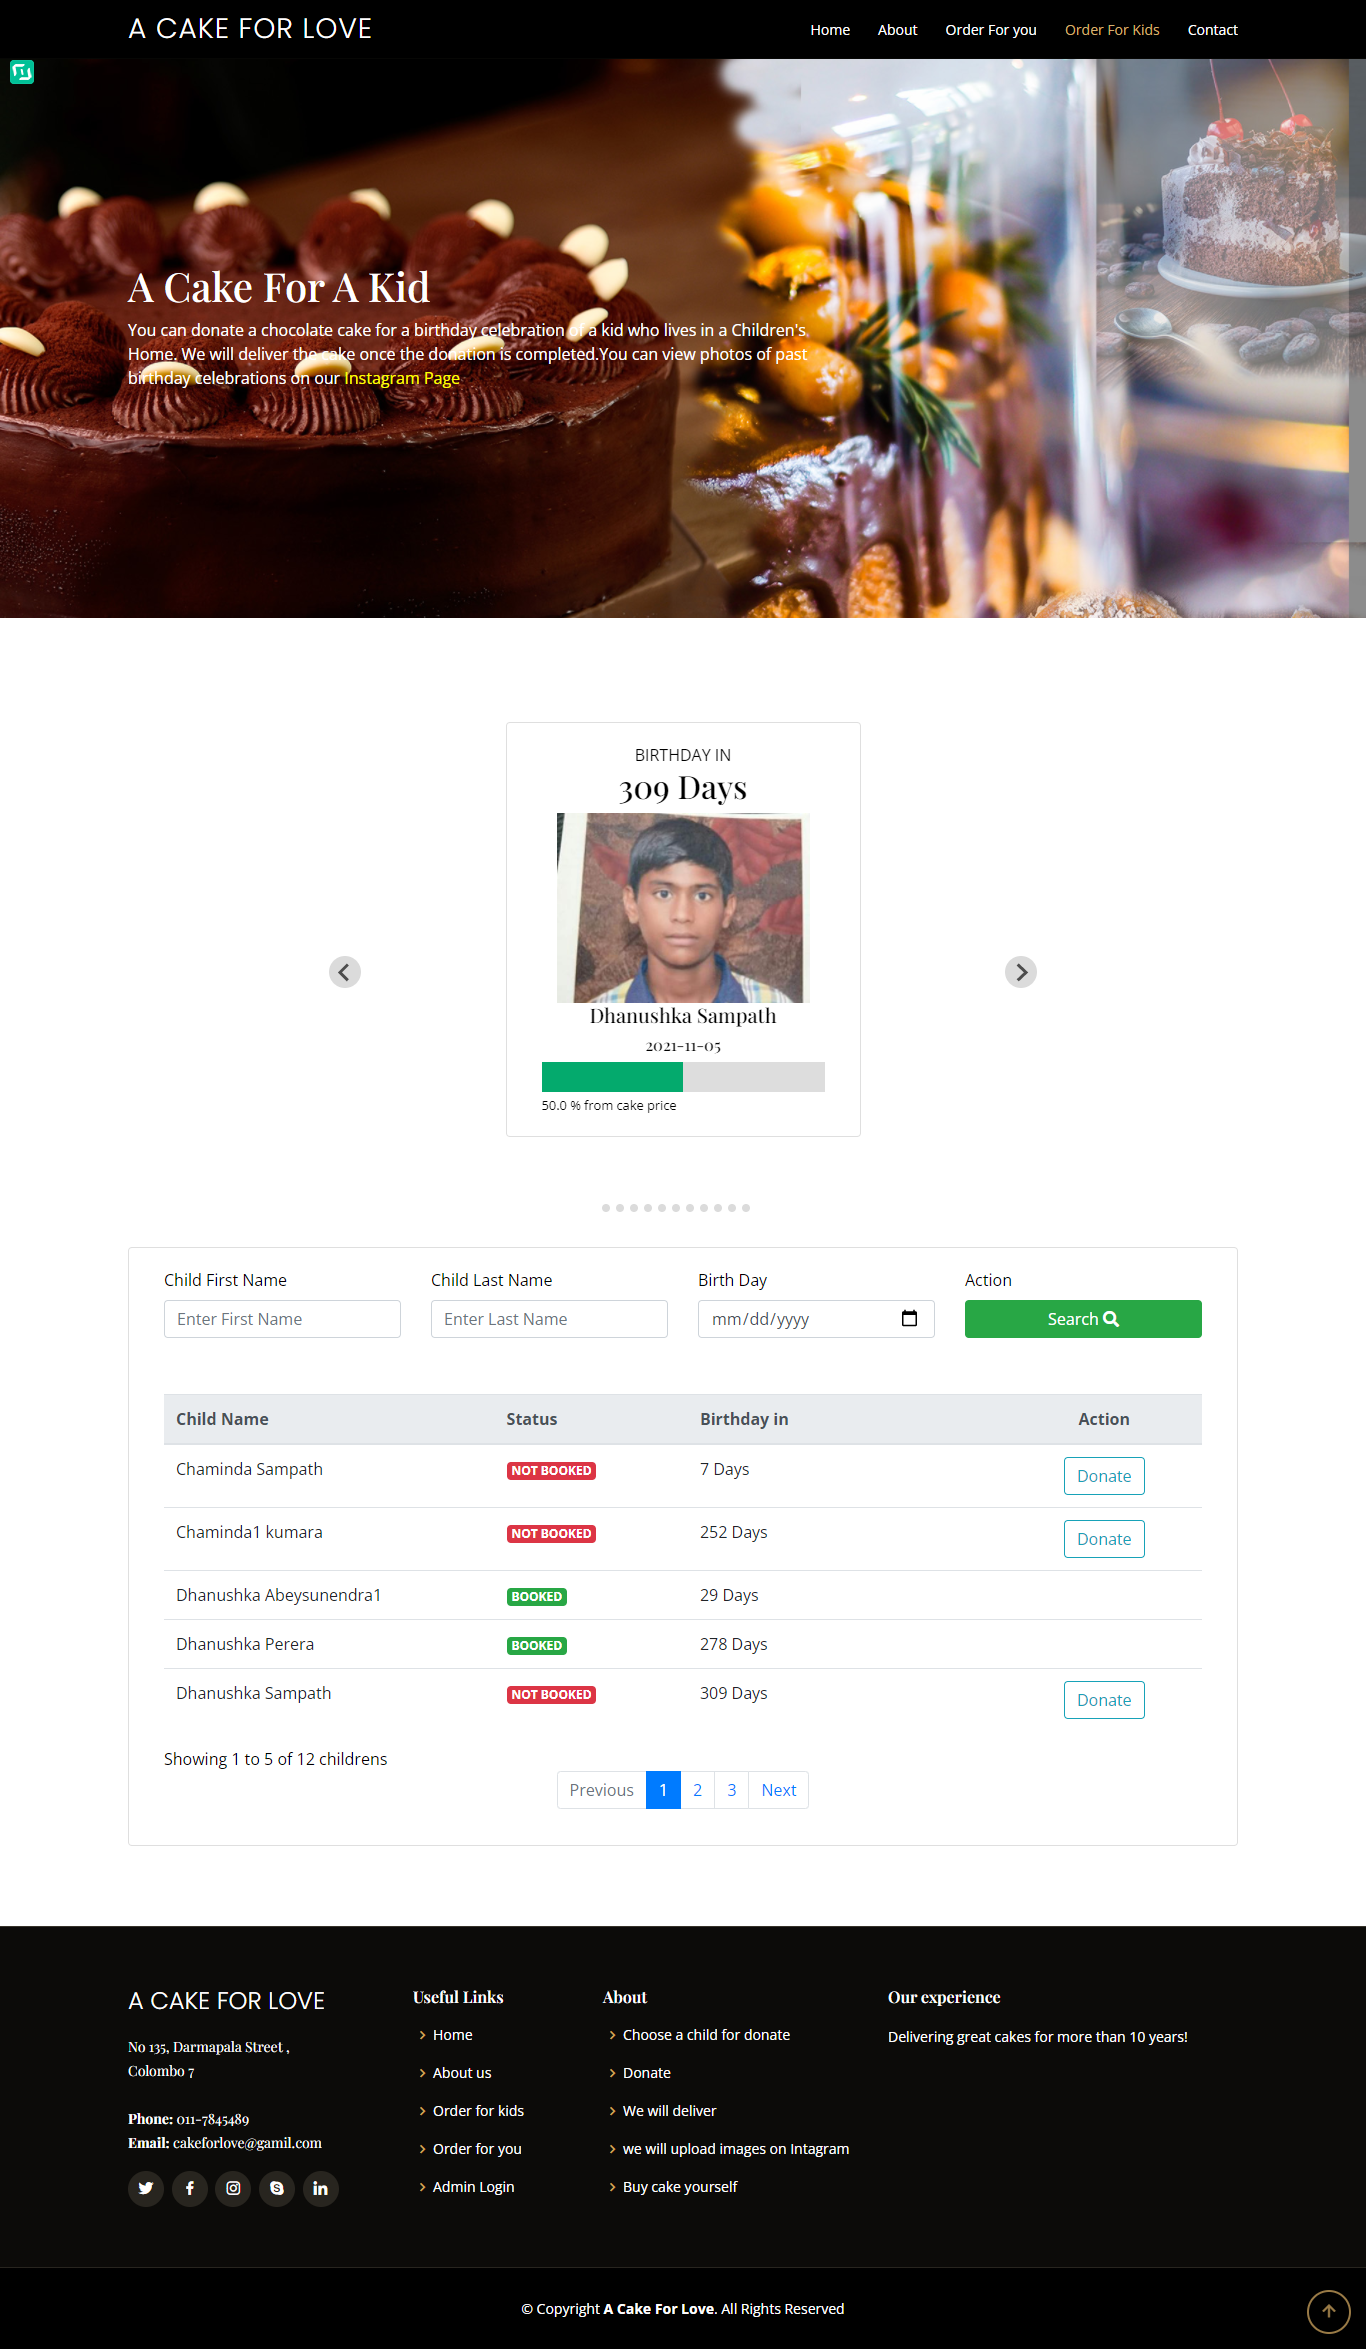 A CAKE FOR LOVE
Home About Order For you Order For Kids Contact
A Cake For A Kid
You can donate a chocolate cake for a birthday celebration of a kid who lives in a Children's
Home. We will deliver the cake once the donation is completed.You can view photos of past
birthday celebrations on our Instagram Page
BIRTHDAY IN
309 Days
Dhanushka Sampath
2021-11-05
50.0 % from cake price
Child First Name Child Last Name Birth Day Action
Enter First Name Enter Last Name mm/dd/yyyy Search
Child Name Status Birthday in Action
Chaminda Sampath NOT BOOKED 7 Days Donate
Chaminda1 kumara NOT BOOKED 252 Days Donate
Dhanushka Abeysunendra1 BOOKED 29 Days
Dhanushka Perera BOOKED 278 Days
Dhanushka Sampath NOT BOOKED 309 Days Donate
Showing 1 to 5 of 12 childrens
Previous 1 2 3 Next
A CAKE FOR LOVE
No 135, Darmapala Street ,
Colombo 7
Phone: 011-7845489
Email: cakeforlove@gamil.com
Useful Links
Home
About us
Order for kids
Order for you
Admin Login
About
Choose a child for donate
Donate
We will deliver
we will upload images on Intagram
Buy cake yourself
Our experience
Delivering great cakes for more than 10 years!
© Copyright A Cake For Love. All Rights Reserved